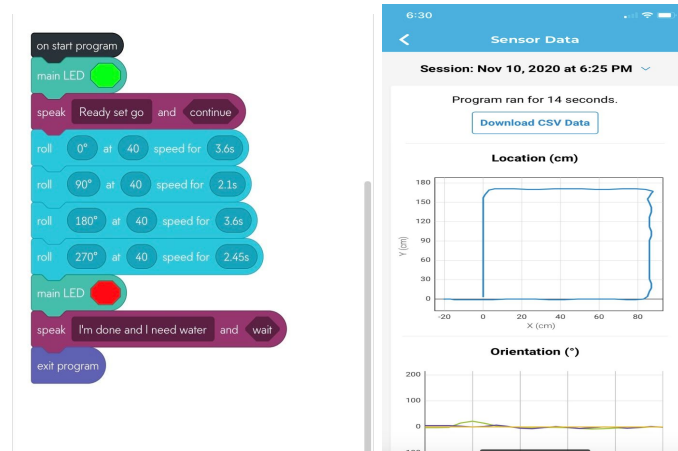 on start program
main LED
speak Ready set go and continue
roll 0° at 40 speed for 3.6s
roll 90° at 40 speed for 2.1s
roll 180° at 40 speed for 3.6s
roll 270° at 40 speed for 2.45s
main LED
speak I'm done and I need water and wait
exit program
6:30
Sensor Data
Session: Nov 10, 2020 at 6:25 PM
Program ran for 14 seconds.
Download CSV Data
Location (cm)
180
150
120
90
60
30
0
Y (cm)
-20 0 20 40 60 80
X (cm)
Orientation (°)
200
100
0